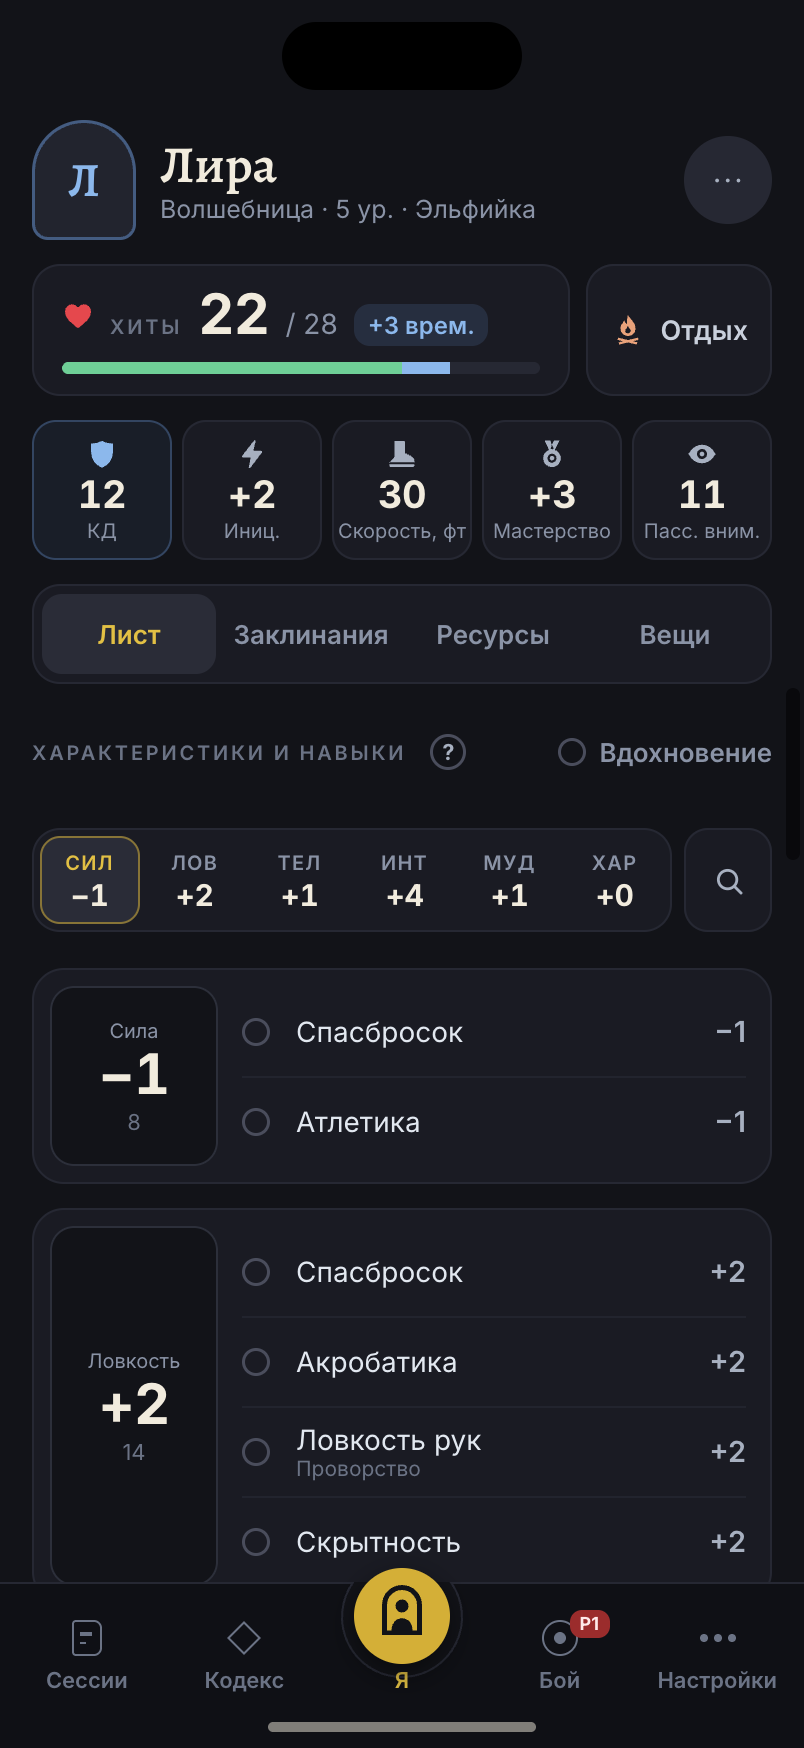 Л
Лира
Волшебница · 5 ур. · Эльфийка
...
ХИТЫ 22 / 28 +3 врем.
Отдых
12
КД
+2
Иниц.
30
Скорость, фт
+3
Мастерство
11
Пасс. вним.
Лист Заклинания Ресурсы Вещи
ХАРАКТЕРИСТИКИ И НАВЫКИ ? Вдохновение
СИЛ ЛОВ ТЕЛ ИНТ МУД ХАР
−1 +2 +1 +4 +1 +0
Сила
−1
8
Спасбросок −1
Атлетика −1
Ловкость
+2
14
Спасбросок +2
Акробатика +2
Ловкость рук +2
Проворство
Скрытность +2
Р1
Сессии Кодекс Я Бой Настройки